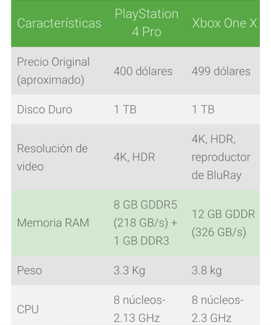 Características
PlayStation
4 Pro
Xbox One X
Precio Original
(aproximado)
400 dólares
499 dólares
Disco Duro
1 TB
1 TB
Resolución de
video
4K, HDR
4K, HDR,
reproductor
de BluRay
Memoria RAM
8 GB GDDR5
(218 GB/s) +
1 GB DDR3
12 GB GDDR
(326 GB/s)
Peso
3.3 Kg
3.8 kg
CPU
8 núcleos-
2.13 GHz
8 núcleos-
2.3 GHz